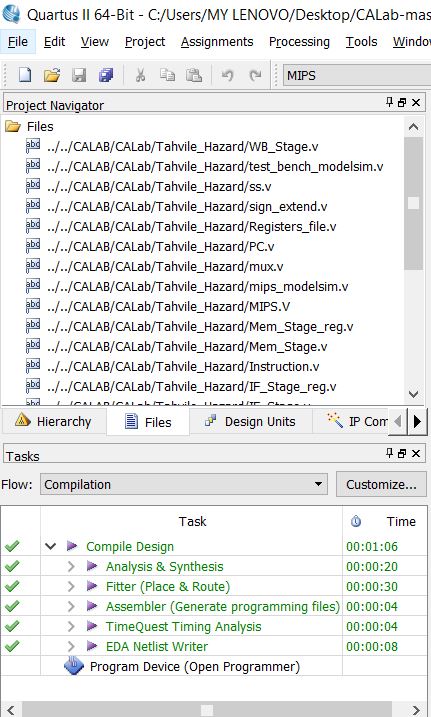 Quartus II 64-Bit - C:/Users/MY LENOVO/Desktop/CALab-mas
File Edit View Project Assignments Processing Tools Windo
MIPS
Project Navigator
Files
../../CALAB/CALab/Tahvile_Hazard/WB_Stage.v
../../CALAB/CALab/Tahvile_Hazard/test_bench_modelsim.v
../../CALAB/CALab/Tahvile_Hazard/ss.v
../../CALAB/CALab/Tahvile_Hazard/sign_extend.v
../../CALAB/CALab/Tahvile_Hazard/Registers_file.v
../../CALAB/CALab/Tahvile_Hazard/PC.v
../../CALAB/CALab/Tahvile_Hazard/mux.v
../../CALAB/CALab/Tahvile_Hazard/mips_modelsim.v
../../CALAB/CALab/Tahvile_Hazard/MIPS.V
../../CALAB/CALab/Tahvile_Hazard/Mem_Stage_reg.v
../../CALAB/CALab/Tahvile_Hazard/Mem_Stage.v
../../CALAB/CALab/Tahvile_Hazard/Instruction.v
../../CALAB/CALab/Tahvile_Hazard/IF_Stage_reg.v
../../CALAB/CALab/Tahvile_Hazard/IF_Stage.v
Hierarchy Files Design Units IP Com
Tasks
Flow: Compilation Customize...
Task Time
Compile Design 00:01:06
Analysis & Synthesis 00:00:20
Fitter (Place & Route) 00:00:30
Assembler (Generate programming files) 00:00:04
TimeQuest Timing Analysis 00:00:04
EDA Netlist Writer 00:00:08
Program Device (Open Programmer)